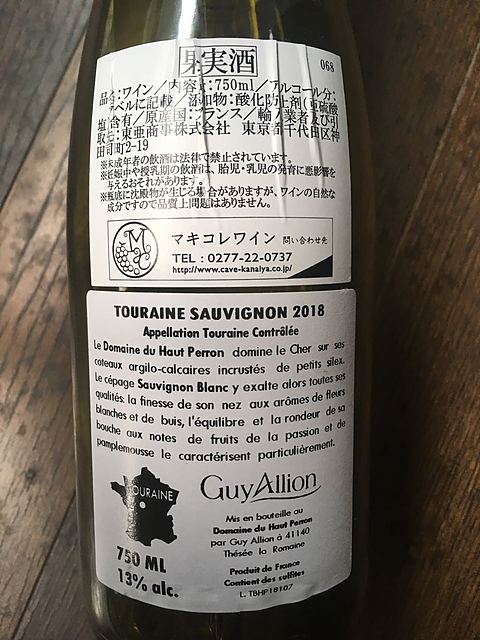 果実酒
068
品名:ワイン／内容量:750ml／アルコール分:
ラベルに記載／添加物:酸化防止剤(亜硫酸
塩)含有／原産国:フランス／輸入業者及び引
取先:東亜商事株式会社 東京都千代田区神
田司町2-19
※未成年者の飲酒は法律で禁止されています。
※妊娠中や授乳期の飲酒は、胎児・乳児の発育に悪影響を
与えるおそれがあります。
※瓶底に沈殿物が生じる場合がありますが、ワインの自然な
成分ですので品質上問題はありません。
マキコレワイン 問い合わせ先
TEL : 0277-22-0737
http://www.cave-kanaiya.co.jp/
TOURAINE SAUVIGNON 2018
Appellation Touraine Contrôlée
Le Domaine du Haut Perron domine le Cher sur ses
coteaux argilo-calcaires incrustés de petits silex.
Le cépage Sauvignon Blanc y exalte alors toutes ses
qualités: la finesse de son nez aux arômes de fleurs
blanches et de buis, l'équilibre et la rondeur de sa
bouche aux notes de fruits de la passion et de
pamplemousse le caractérisent particulièrement.
TOURAINE
Guy Allion
750 ML
13% alc.
Mis en bouteille au
Domaine du Haut Perron
par Guy Allion à 41140
Thésée la Romaine
Produit de France
Contient des sulfites
L. TBHP18107